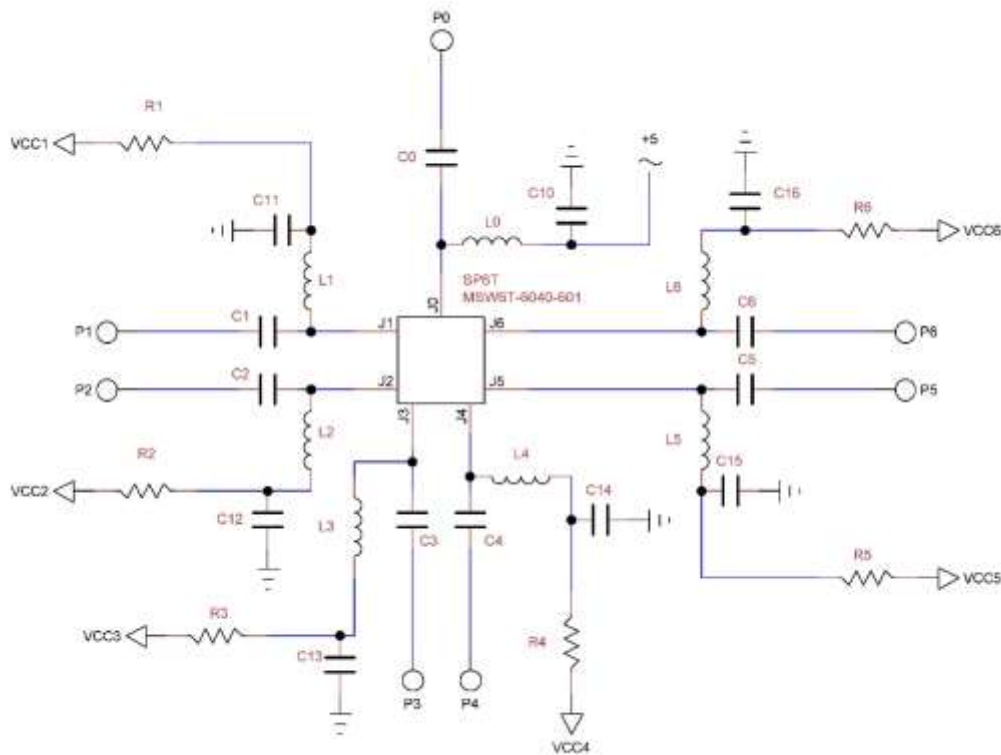 P0
R1
VCC1
C0
+5
C11
C10
C16
R6
L0
VCC6
L1
SP6T
MSW6T-6040-601
L6
J0
C1
C6
P1
J1
J6
P6
C2
C5
P2
J2
J5
P5
J3
J4
L2
R2
L4
L5
C15
VCC2
C14
C12
L3
C3
C4
R5
VCC5
R3
VCC3
R4
C13
P3
P4
VCC4